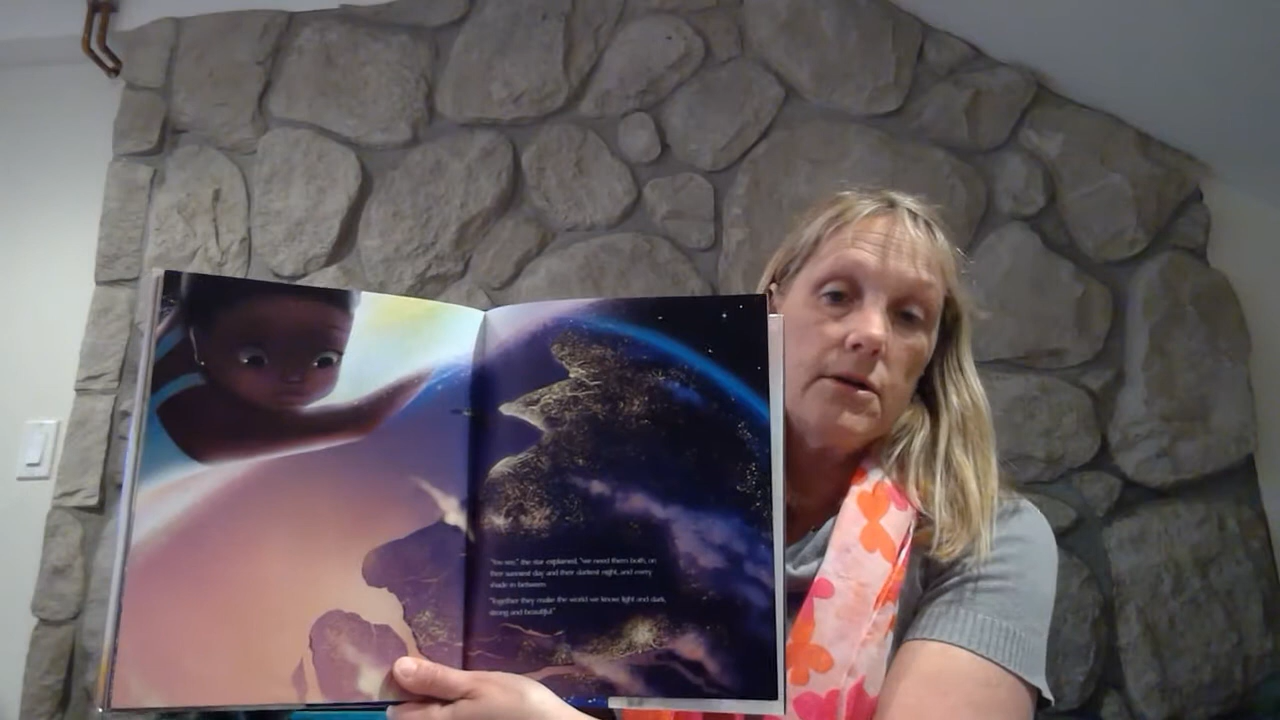 "You see," the star explained, "we need them both, on
their sunniest day and their darkest night, and every
shade in between.
"Together they make the world we know, light and dark,
strong and beautiful."